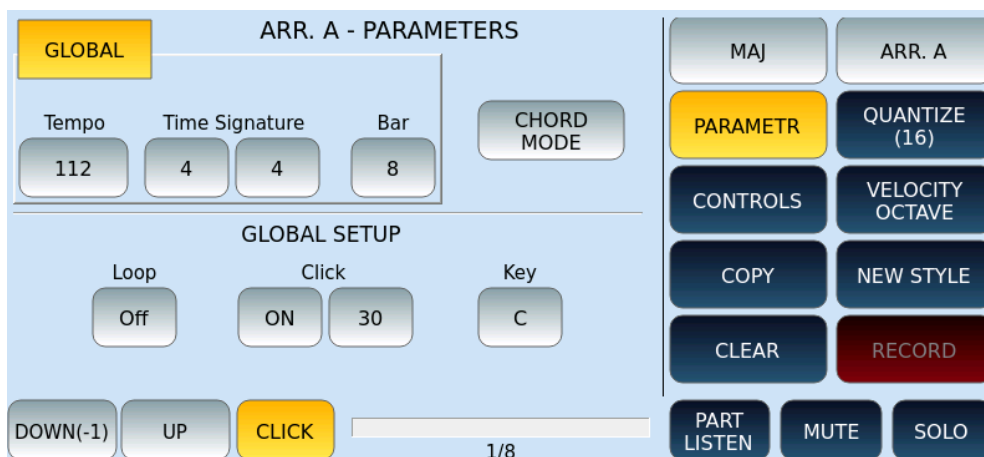 ARR. A - PARAMETERS
GLOBAL
Tempo
Time Signature
Bar
112
4
4
8
CHORD
MODE
GLOBAL SETUP
Loop
Click
Key
Off
ON
30
C
DOWN(-1)
UP
CLICK
1/8
MAJ
ARR. A
PARAMETR
QUANTIZE
(16)
CONTROLS
VELOCITY
OCTAVE
COPY
NEW STYLE
CLEAR
RECORD
PART
LISTEN
MUTE
SOLO